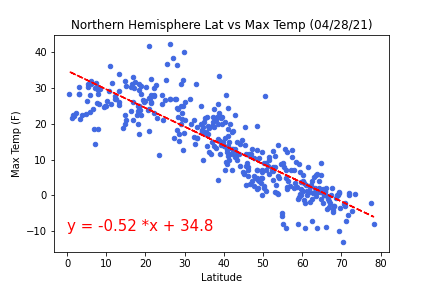 Northern Hemisphere Lat vs Max Temp (04/28/21)
40
30
20
10
0
−10
Max Temp (F)
y = -0.52 *x + 34.8
0 10 20 30 40 50 60 70 80
Latitude